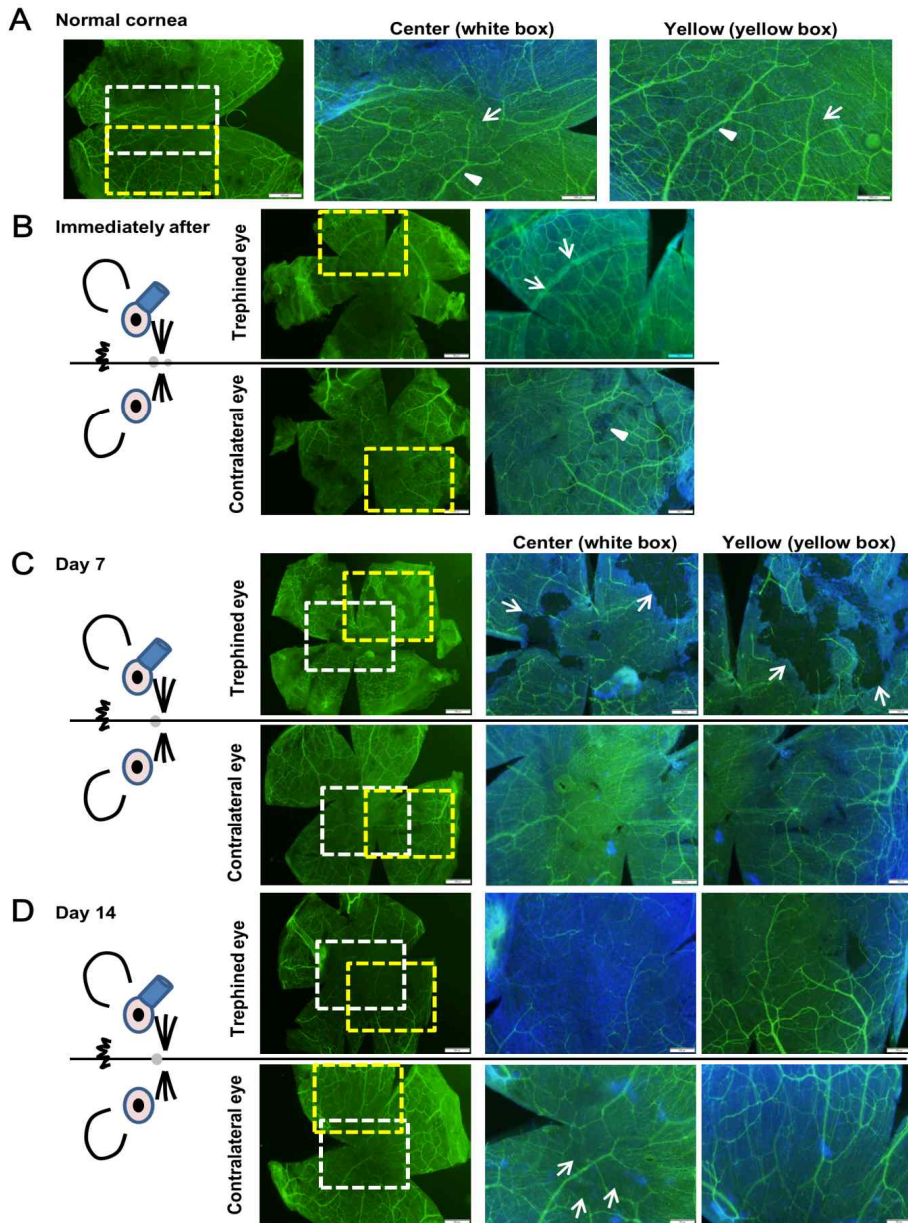 A
Normal cornea
Center (white box)
Yellow (yellow box)
B
Immediately after
Trephined eye
Contralateral eye
C
Day 7
Center (white box)
Yellow (yellow box)
Trephined eye
Contralateral eye
D
Day 14
Trephined eye
Contralateral eye